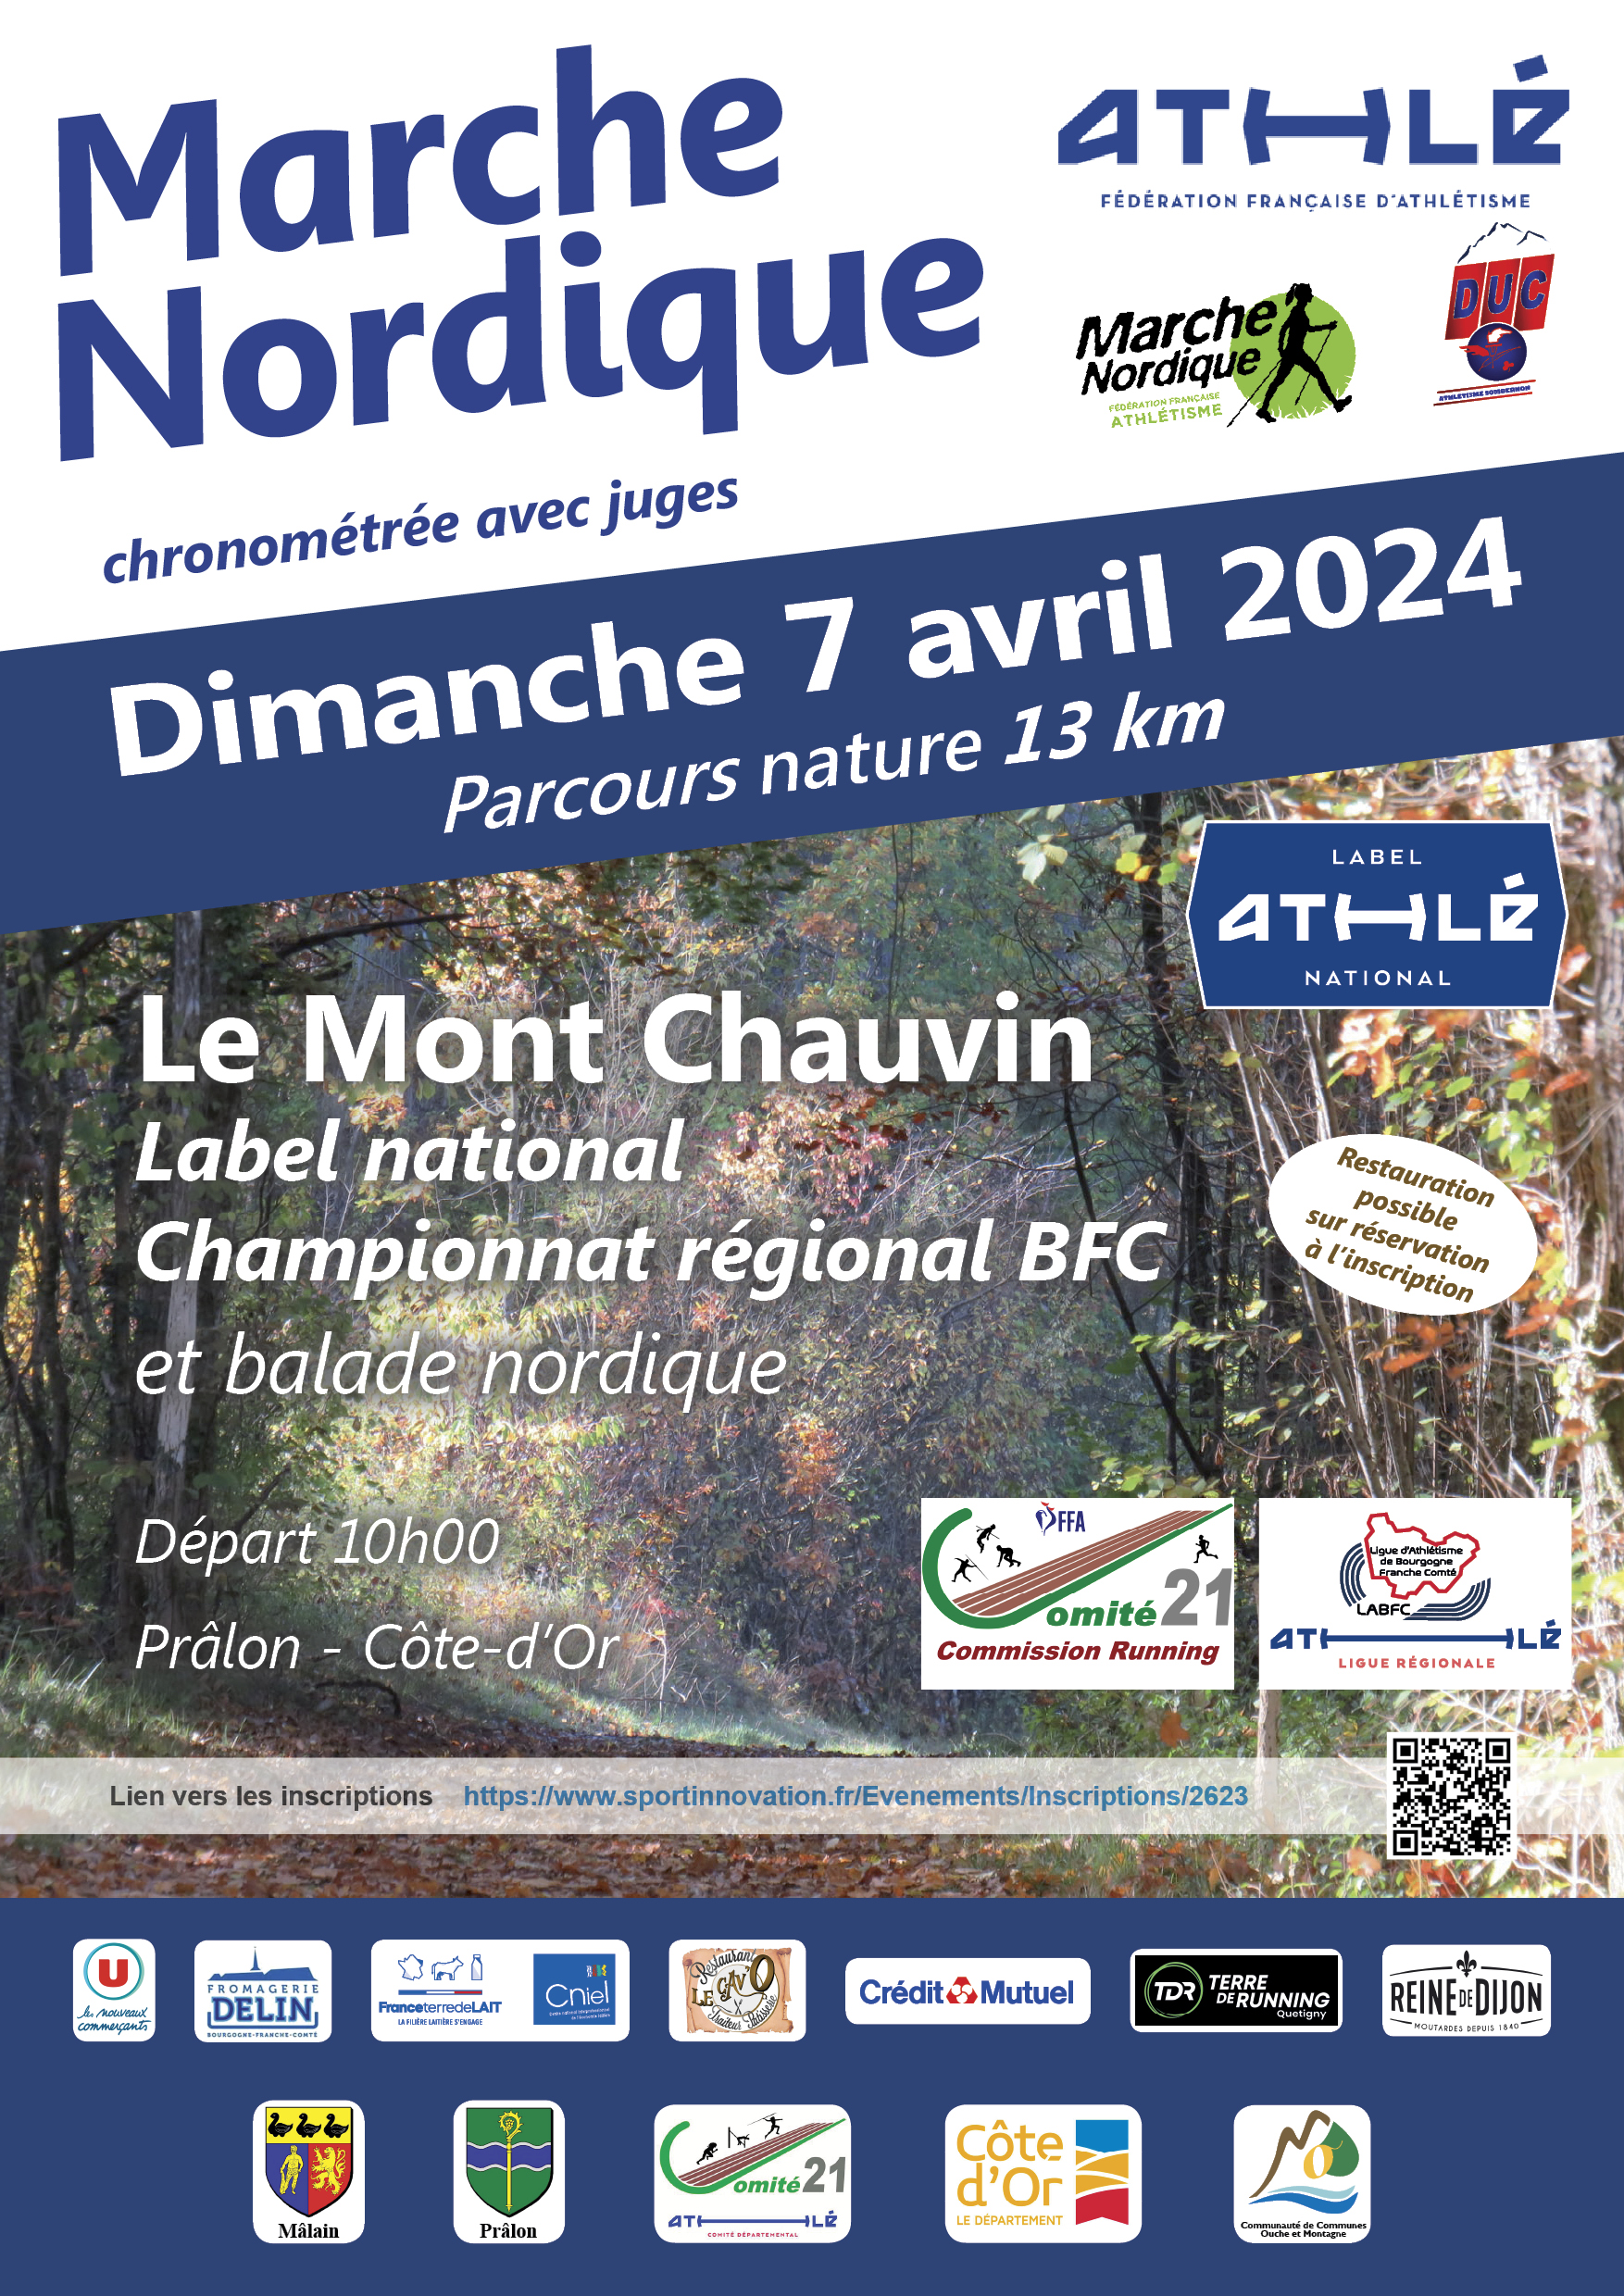 Marche
Nordique
chronométrée avec juges
ATHLÉ
FÉDÉRATION FRANÇAISE D'ATHLÉTISME
Marche
Nordique
FÉDÉRATION FRANÇAISE
ATHLÉTISME
DUC
ATHLETISME SOMBERNON
Dimanche 7 avril 2024
Parcours nature 13 km
LABEL
ATHLÉ
NATIONAL
Le Mont Chauvin
Label national
Championnat régional BFC
et balade nordique
Restauration
possible
sur réservation
à l'inscription
Départ 10h00
Prâlon - Côte-d'Or
FFA
Comité 21
Commission Running
Ligue d'Athlétisme
de Bourgogne
Franche Comté
LABFC
ATHLÉ
LIGUE RÉGIONALE
Lien vers les inscriptions https://www.sportinnovation.fr/Evenements/Inscriptions/2623
U
les nouveaux
commerçants
FROMAGERIE
DELIN
BOURGOGNE-FRANCHE-COMTÉ
FranceterredeLAIT
LA FILIÈRE LAITIÈRE S'ENGAGE
Cniel
Restaurant
LE GAV'O
Traiteur Patisserie
Crédit Mutuel
TDR TERRE
DE RUNNING
Quetigny
REINE DE DIJON
MOUTARDES DEPUIS 1840
Mâlain
Prâlon
Comité 21
ATHLÉ
COMITÉ DÉPARTEMENTAL
Côte
d'Or
LE DÉPARTEMENT
Communauté de Communes
Ouche et Montagne